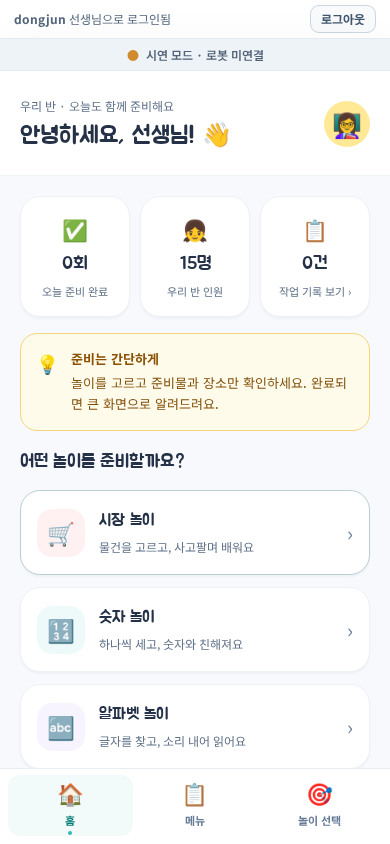 dongjun 선생님으로 로그인됨
로그아웃
시연 모드 · 로봇 미연결
우리 반 · 오늘도 함께 준비해요
안녕하세요, 선생님! 👋
0회
15명
0건
오늘 준비 완료
우리 반 인원
작업 기록 보기 ›
준비는 간단하게
놀이를 고르고 준비물과 장소만 확인하세요. 완료되
면 큰 화면으로 알려드려요.
어떤 놀이를 준비할까요?
시장 놀이
물건을 고르고, 사고팔며 배워요
숫자 놀이
하나씩 세고, 숫자와 친해져요
알파벳 놀이
글자를 찾고, 소리 내어 읽어요
홈
메뉴
놀이 선택